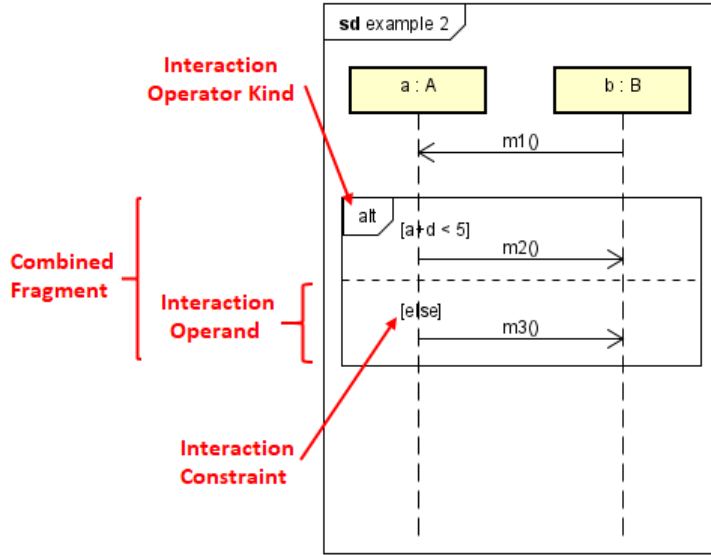 sd example 2
Interaction
Operator Kind
a : A
b : B
m1()
alt
[a+d < 5]
m2()
Combined
Fragment
Interaction
Operand
[else]
m3()
Interaction
Constraint